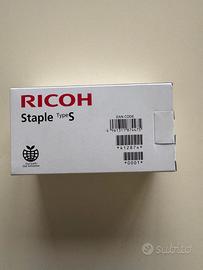 RICOH
Staple Type S
EAN CODE
*412874*
*0001*
subito